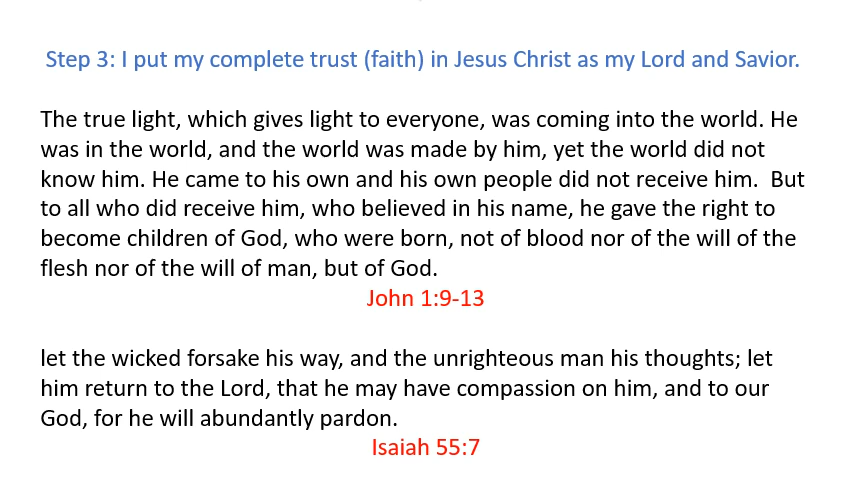 Step 3: I put my complete trust (faith) in Jesus Christ as my Lord and Savior.
The true light, which gives light to everyone, was coming into the world. He
was in the world, and the world was made by him, yet the world did not
know him. He came to his own and his own people did not receive him.  But
to all who did receive him, who believed in his name, he gave the right to
become children of God, who were born, not of blood nor of the will of the
flesh nor of the will of man, but of God.
John 1:9-13
let the wicked forsake his way, and the unrighteous man his thoughts; let
him return to the Lord, that he may have compassion on him, and to our
God, for he will abundantly pardon.
Isaiah 55:7